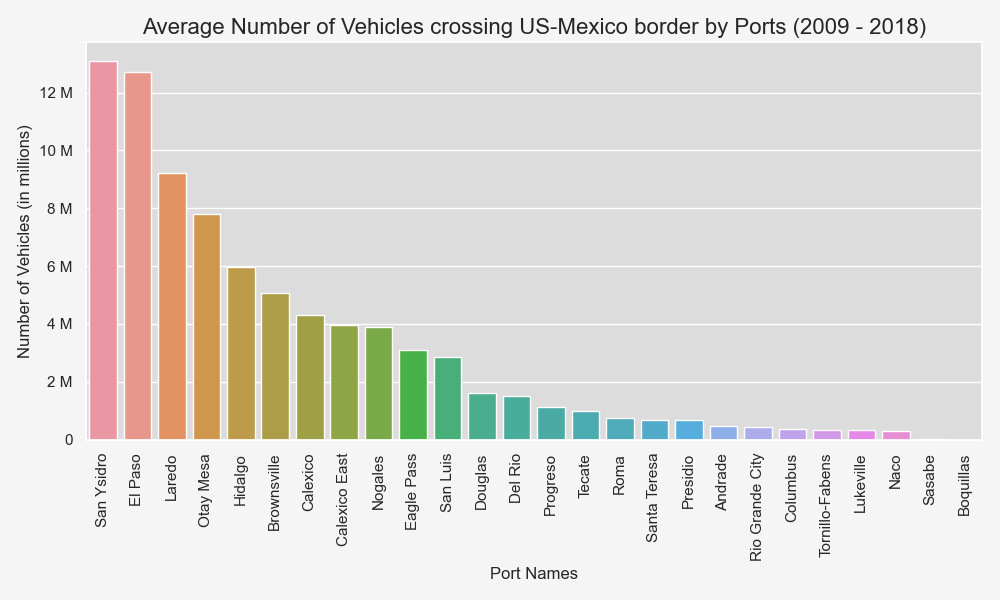 Average Number of Vehicles crossing US-Mexico border by Ports (2009 - 2018)
Number of Vehicles (in millions)
12 M
10 M
8 M
6 M
4 M
2 M
0
San Ysidro
El Paso
Laredo
Otay Mesa
Hidalgo
Brownsville
Calexico
Calexico East
Nogales
Eagle Pass
San Luis
Douglas
Del Rio
Progreso
Tecate
Roma
Santa Teresa
Presidio
Andrade
Rio Grande City
Columbus
Tornillo-Fabens
Lukeville
Naco
Sasabe
Boquillas
Port Names